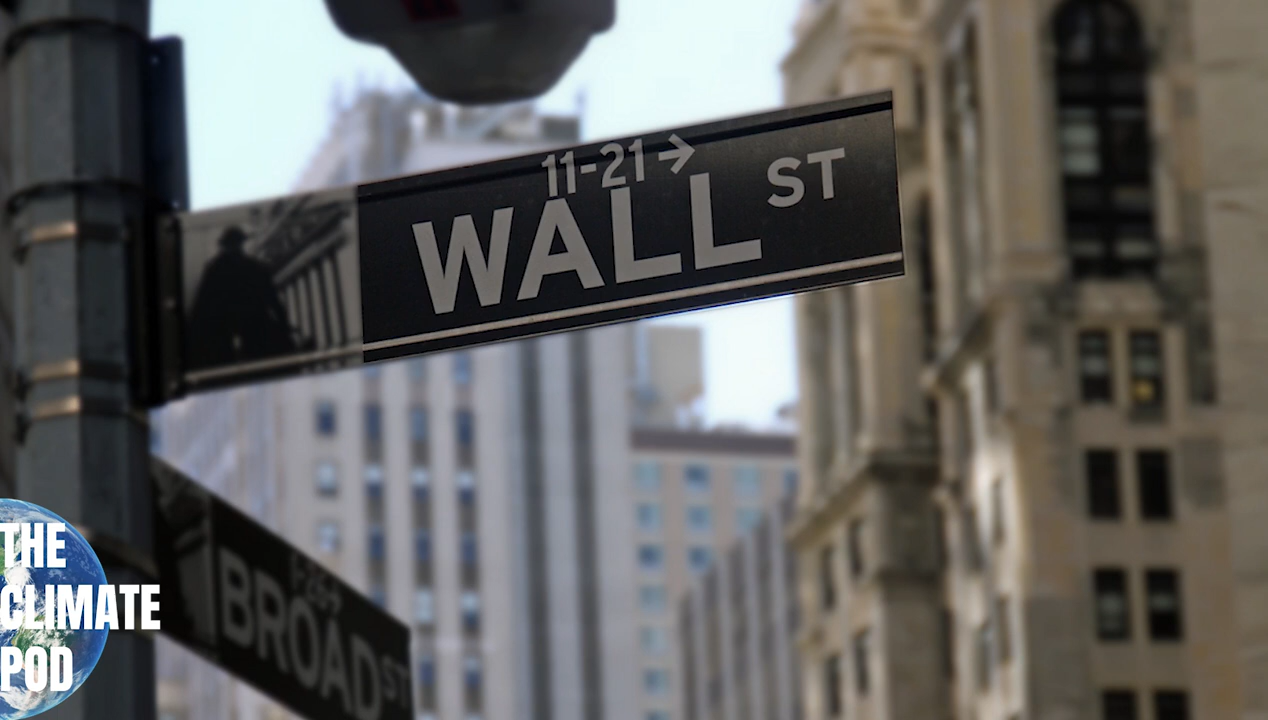 11-21→
WALL ST
BROAD ST
THE
CLIMATE
POD